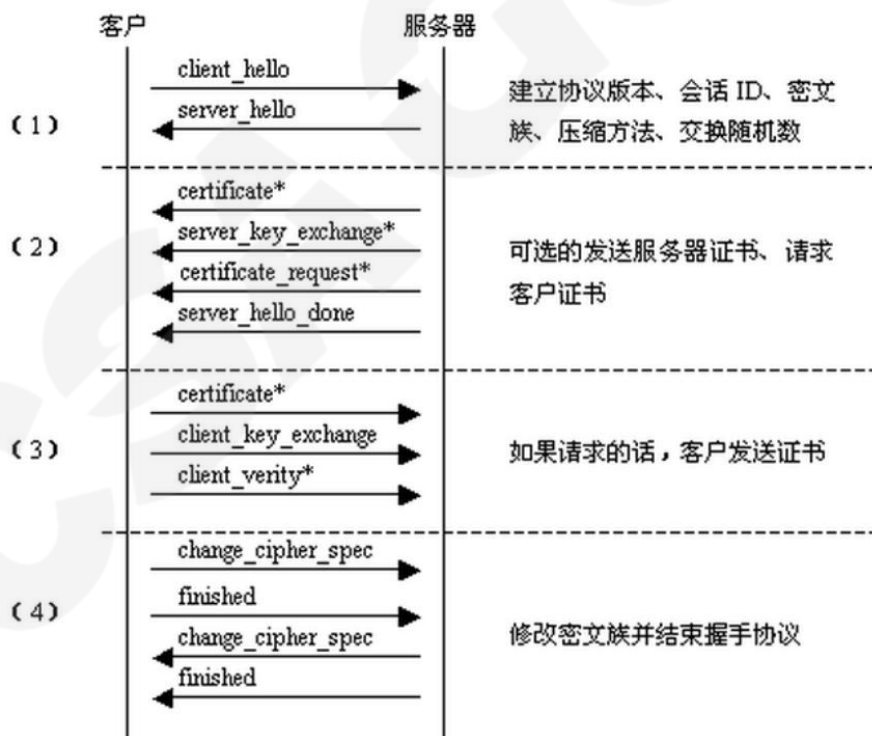 客户 服务器
client_hello
建立协议版本、会话 ID、密文
server_hello
(1)
族、压缩方法、交换随机数
certificate*
(2)
server_key_exchange*
可选的发送服务器证书、请求
certificate_request*
客户证书
server_hello_done
certificate*
(3)
client_key_exchange
如果请求的话，客户发送证书
client_verity*
change_cipher_spec
finished
(4)
change_cipher_spec
修改密文族并结束握手协议
finished